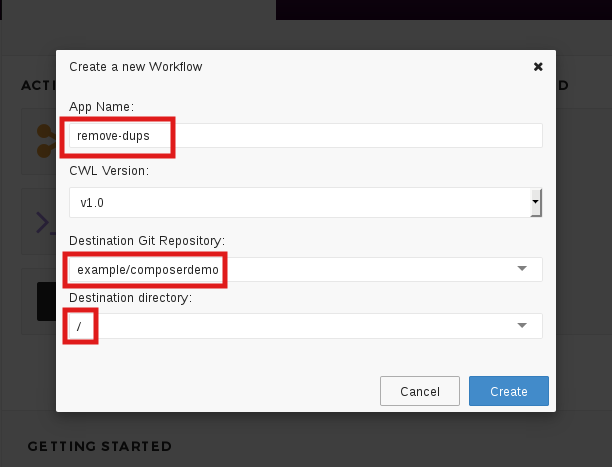 Create a new Workflow
ACTI
D
App Name:
remove-dups
CWL Version:
v1.0
Destination Git Repository:
example/composerdemo
Destination directory:
/
Cancel
Create
GETTING STARTED